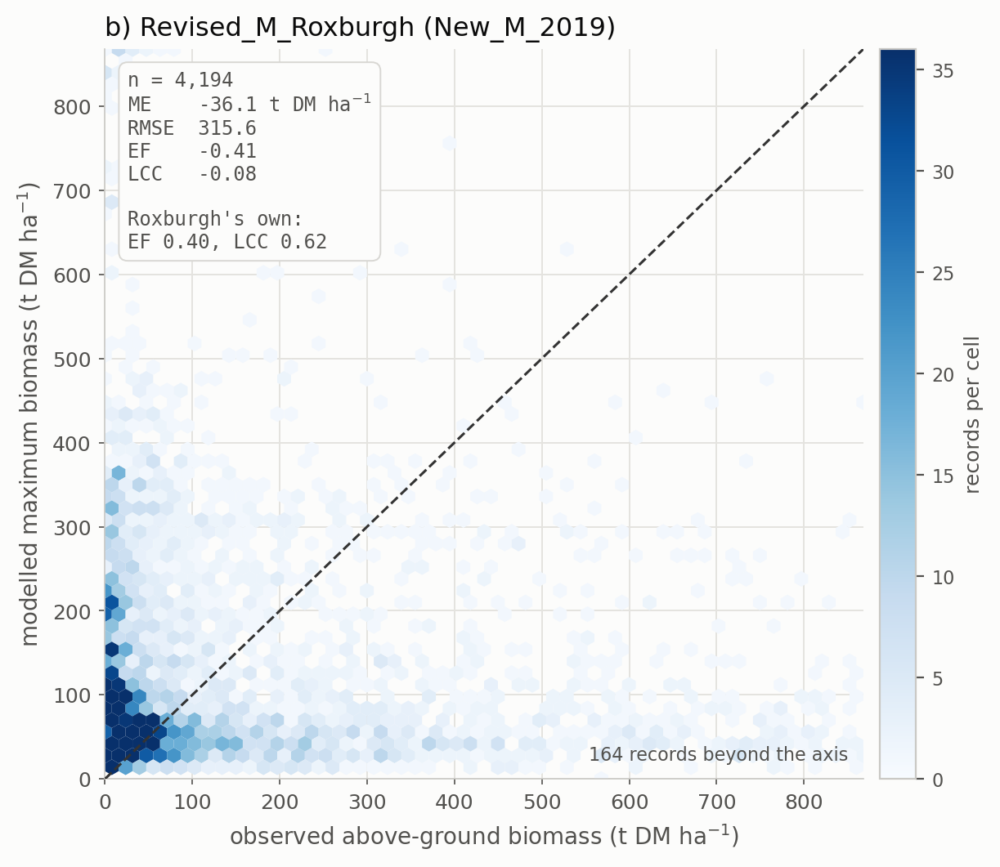 b) Revised_M_Roxburgh (New_M_2019)
n = 4,194
ME -36.1 t DM ha⁻¹
RMSE 315.6
EF -0.41
LCC -0.08
Roxburgh's own:
EF 0.40, LCC 0.62
modelled maximum biomass (t DM ha⁻¹)
800
700
600
500
400
300
200
100
0
164 records beyond the axis
0 100 200 300 400 500 600 700 800
observed above-ground biomass (t DM ha⁻¹)
35
30
25
20
15
10
5
0
records per cell